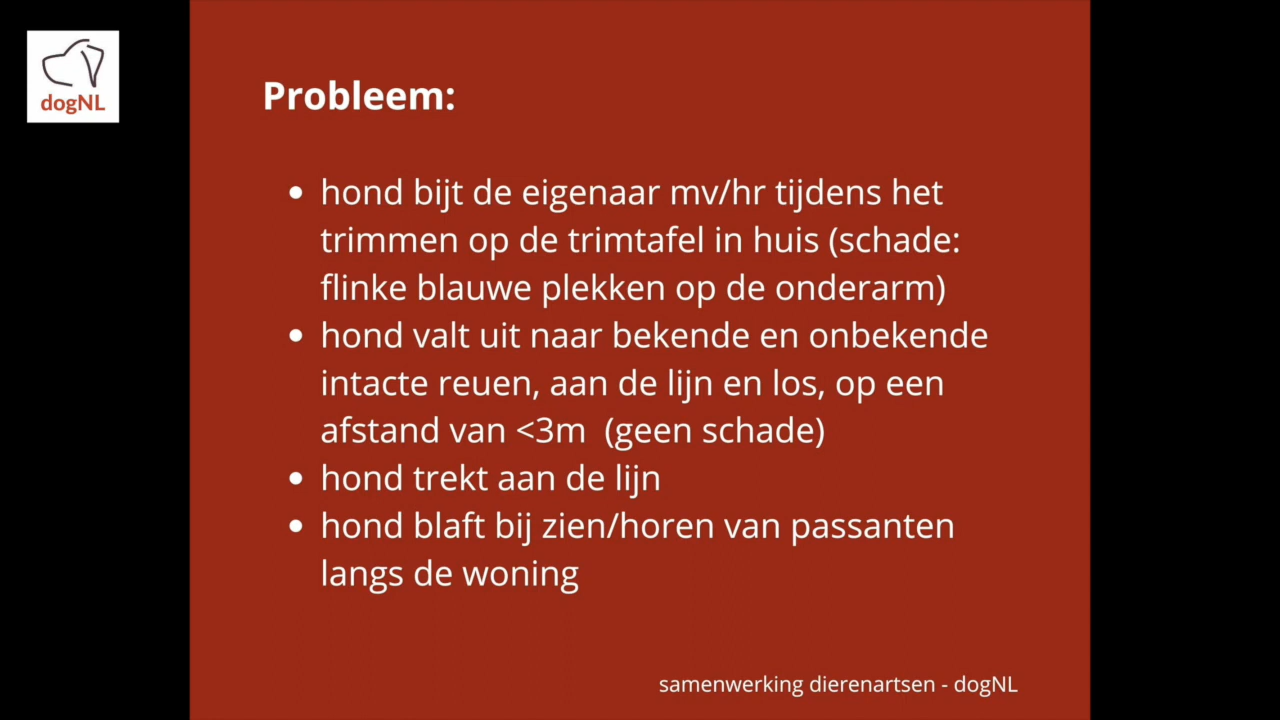 dogNL
Probleem:
• hond bijt de eigenaar mv/hr tijdens het
trimmen op de trimtafel in huis (schade:
flinke blauwe plekken op de onderarm)
• hond valt uit naar bekende en onbekende
intacte reuen, aan de lijn en los, op een
afstand van <3m (geen schade)
• hond trekt aan de lijn
• hond blaft bij zien/horen van passanten
langs de woning
samenwerking dierenartsen - dogNL